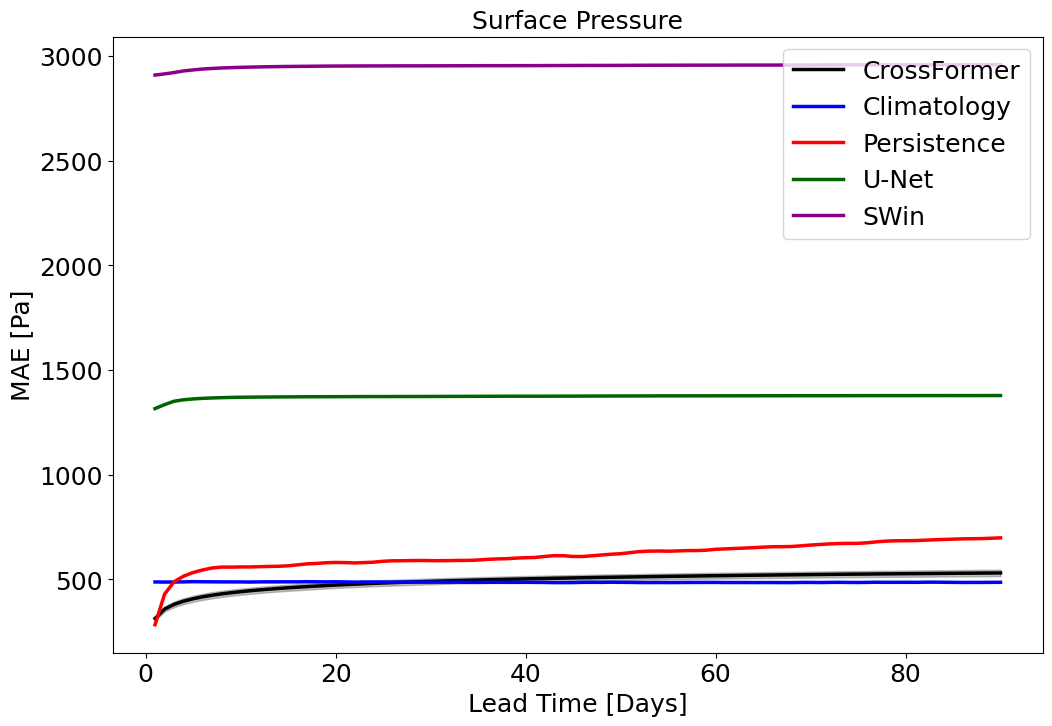 Surface Pressure
MAE [Pa]
3000
2500
2000
1500
1000
500
CrossFormer
Climatology
Persistence
U-Net
SWin
0
20
40
60
80
Lead Time [Days]